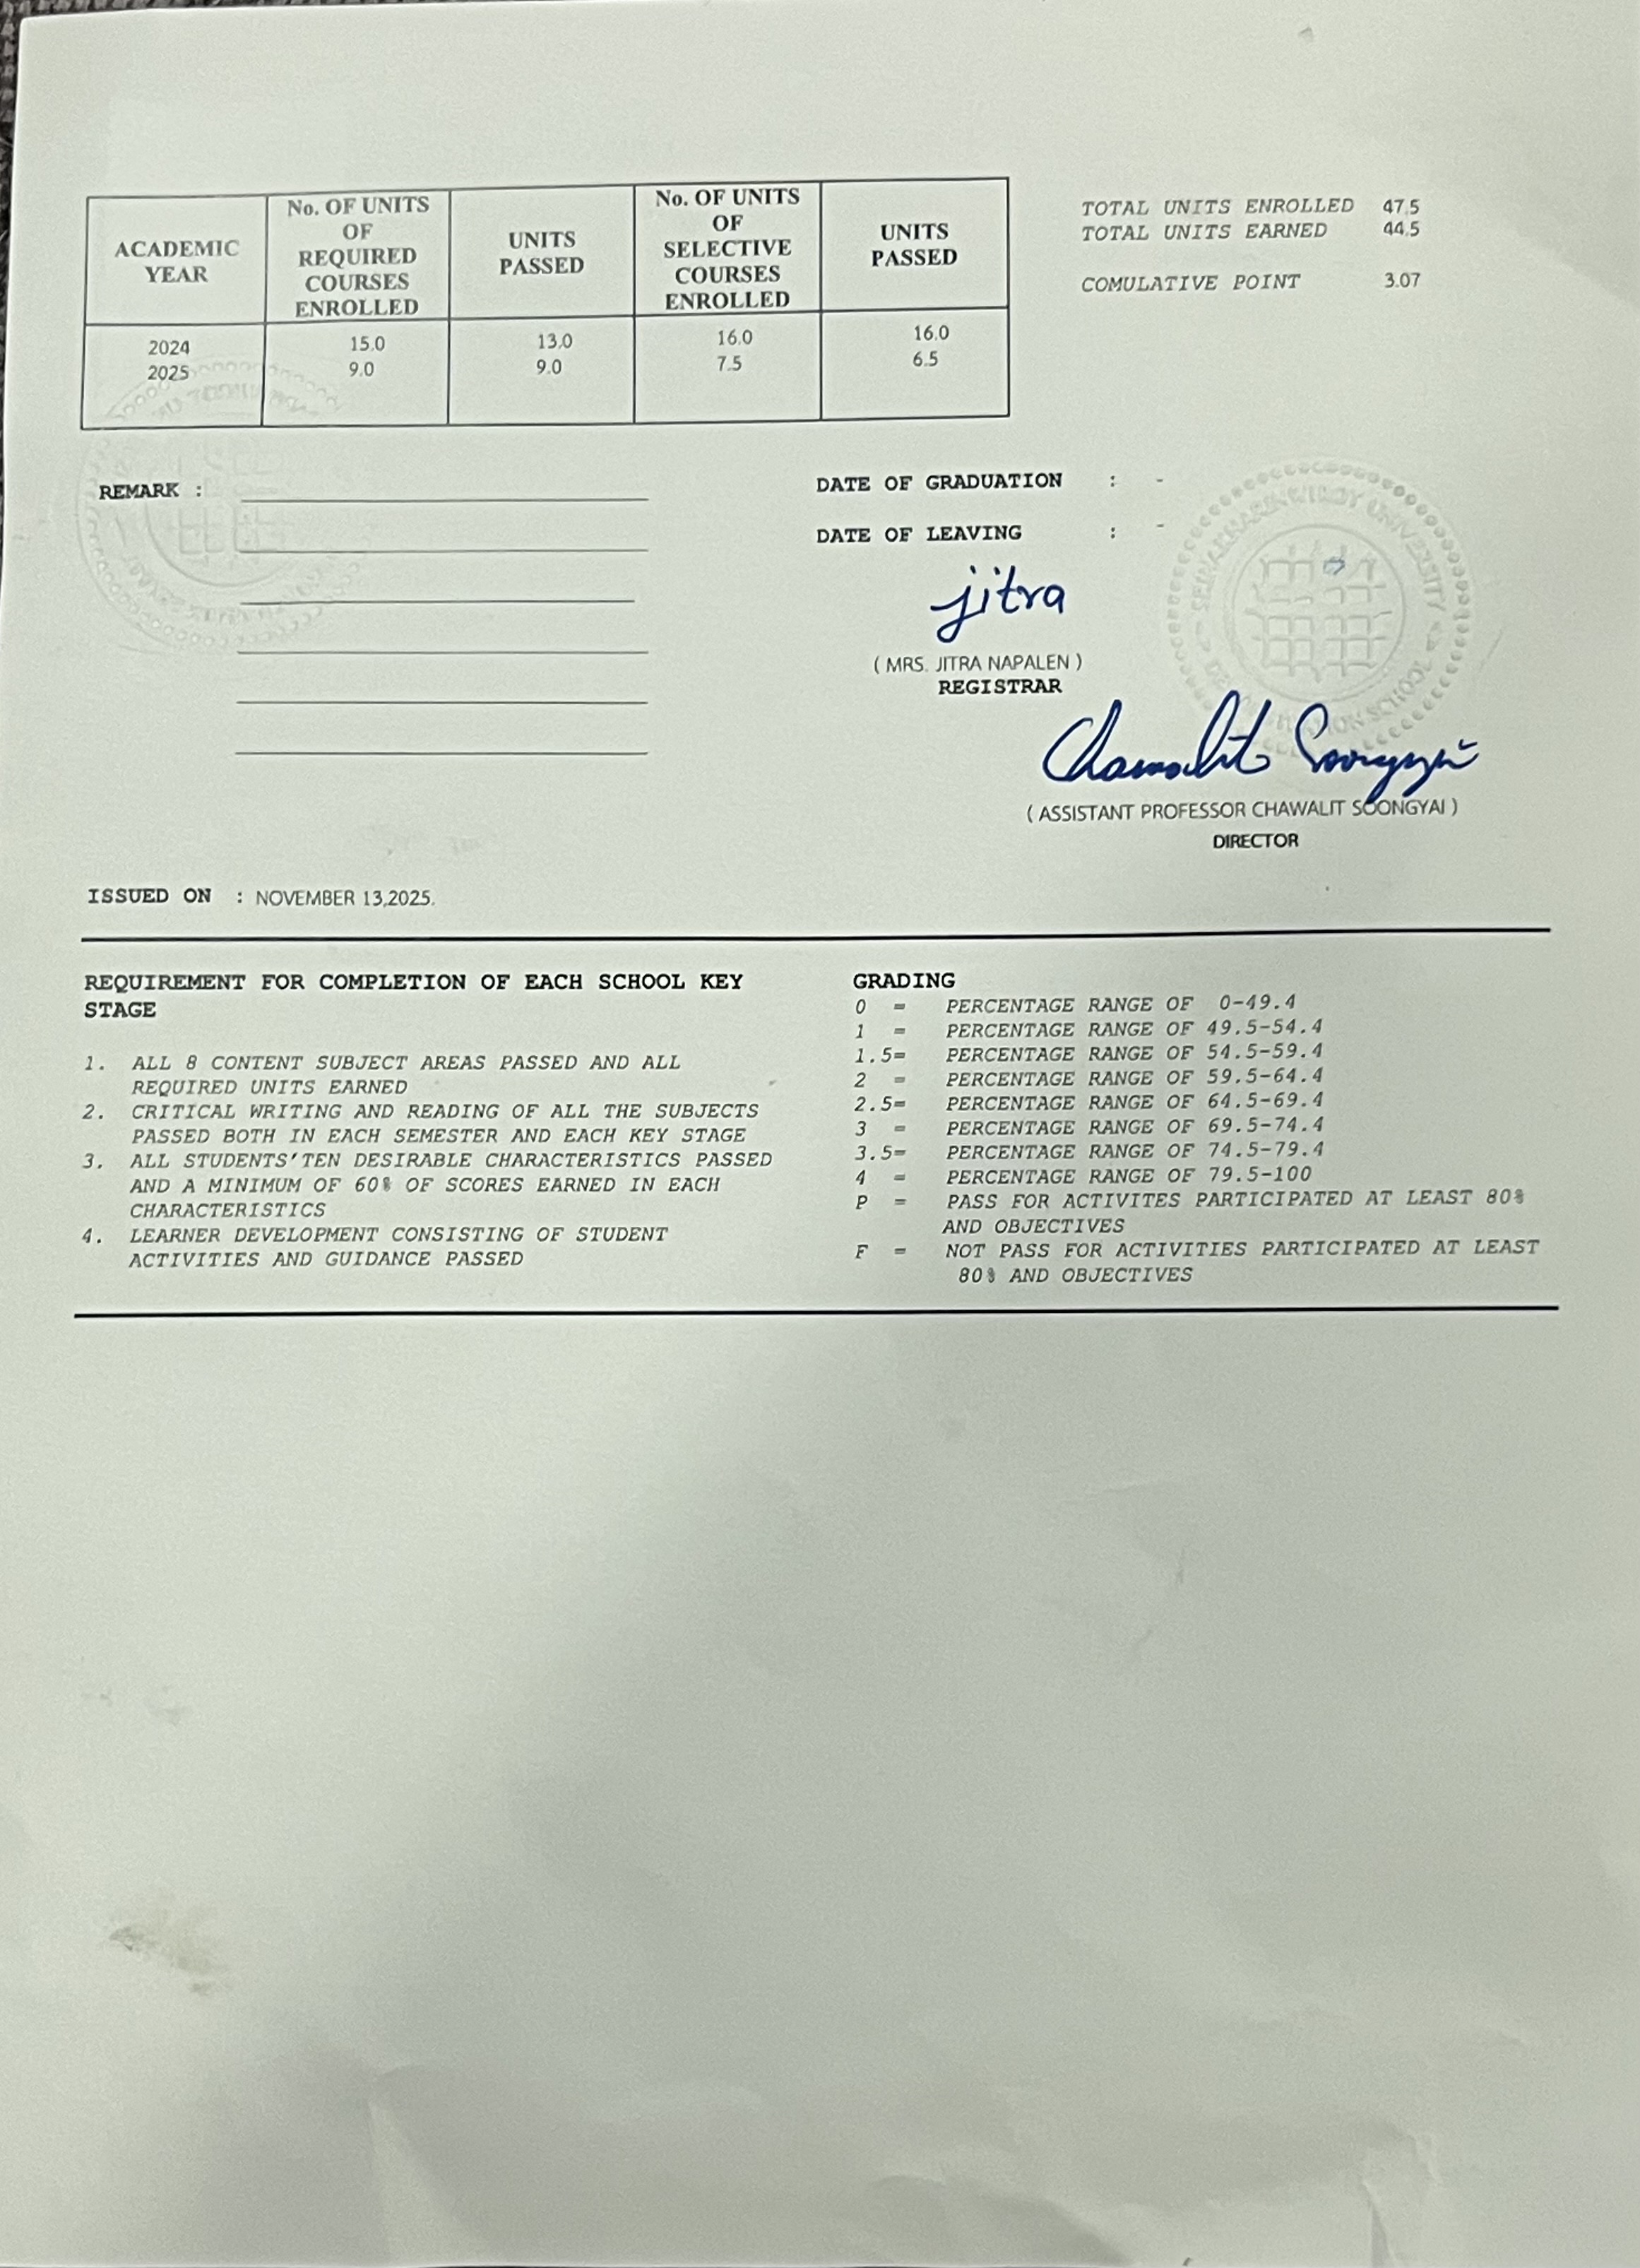 ACADEMIC YEAR
No. OF UNITS OF REQUIRED COURSES ENROLLED
UNITS PASSED
No. OF UNITS OF SELECTIVE COURSES ENROLLED
UNITS PASSED
2024 15.0 13.0 16.0 16.0
2025 9.0 9.0 7.5 6.5
TOTAL UNITS ENROLLED 47.5
TOTAL UNITS EARNED 44.5
COMULATIVE POINT 3.07
REMARK :
DATE OF GRADUATION : -
DATE OF LEAVING : -
SRINAKHARINWIROT UNIVERSITY
jitra
( MRS. JITRA NAPALEN )
REGISTRAR
Chawalit Soongyai
( ASSISTANT PROFESSOR CHAWALIT SOONGYAI )
DIRECTOR
ISSUED ON : NOVEMBER 13,2025.
REQUIREMENT FOR COMPLETION OF EACH SCHOOL KEY
STAGE
1. ALL 8 CONTENT SUBJECT AREAS PASSED AND ALL
REQUIRED UNITS EARNED
2. CRITICAL WRITING AND READING OF ALL THE SUBJECTS
PASSED BOTH IN EACH SEMESTER AND EACH KEY STAGE
3. ALL STUDENTS'TEN DESIRABLE CHARACTERISTICS PASSED
AND A MINIMUM OF 60% OF SCORES EARNED IN EACH
CHARACTERISTICS
4. LEARNER DEVELOPMENT CONSISTING OF STUDENT
ACTIVITIES AND GUIDANCE PASSED
GRADING
0 = PERCENTAGE RANGE OF 0-49.4
1 = PERCENTAGE RANGE OF 49.5-54.4
1.5= PERCENTAGE RANGE OF 54.5-59.4
2 = PERCENTAGE RANGE OF 59.5-64.4
2.5= PERCENTAGE RANGE OF 64.5-69.4
3 = PERCENTAGE RANGE OF 69.5-74.4
3.5= PERCENTAGE RANGE OF 74.5-79.4
4 = PERCENTAGE RANGE OF 79.5-100
P = PASS FOR ACTIVITES PARTICIPATED AT LEAST 80%
AND OBJECTIVES
F = NOT PASS FOR ACTIVITIES PARTICIPATED AT LEAST
80% AND OBJECTIVES